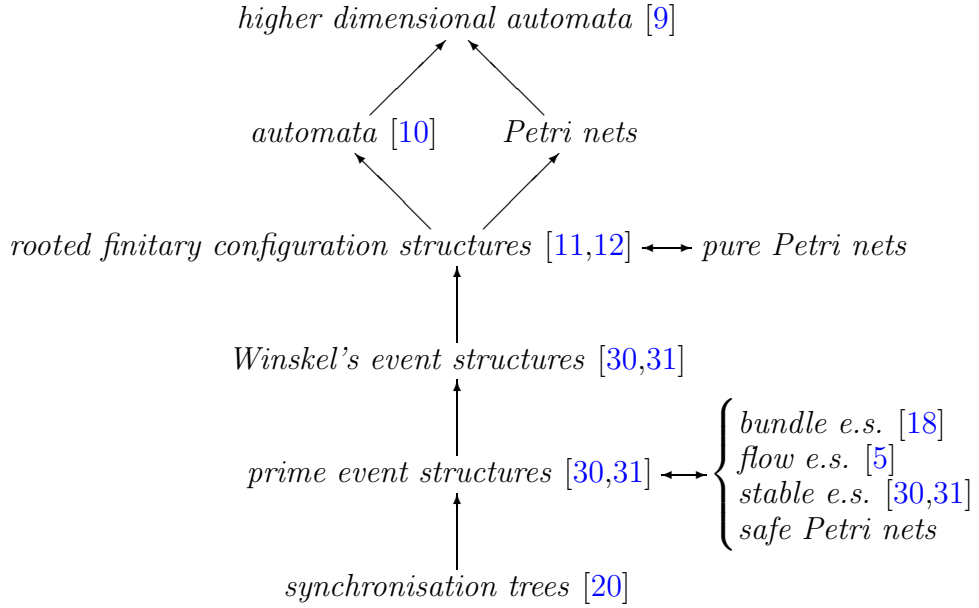 higher dimensional automata [9]
automata [10]
Petri nets
rooted finitary configuration structures [11,12]
pure Petri nets
Winskel's event structures [30,31]
bundle e.s. [18]
flow e.s. [5]
prime event structures [30,31]
stable e.s. [30,31]
safe Petri nets
synchronisation trees [20]